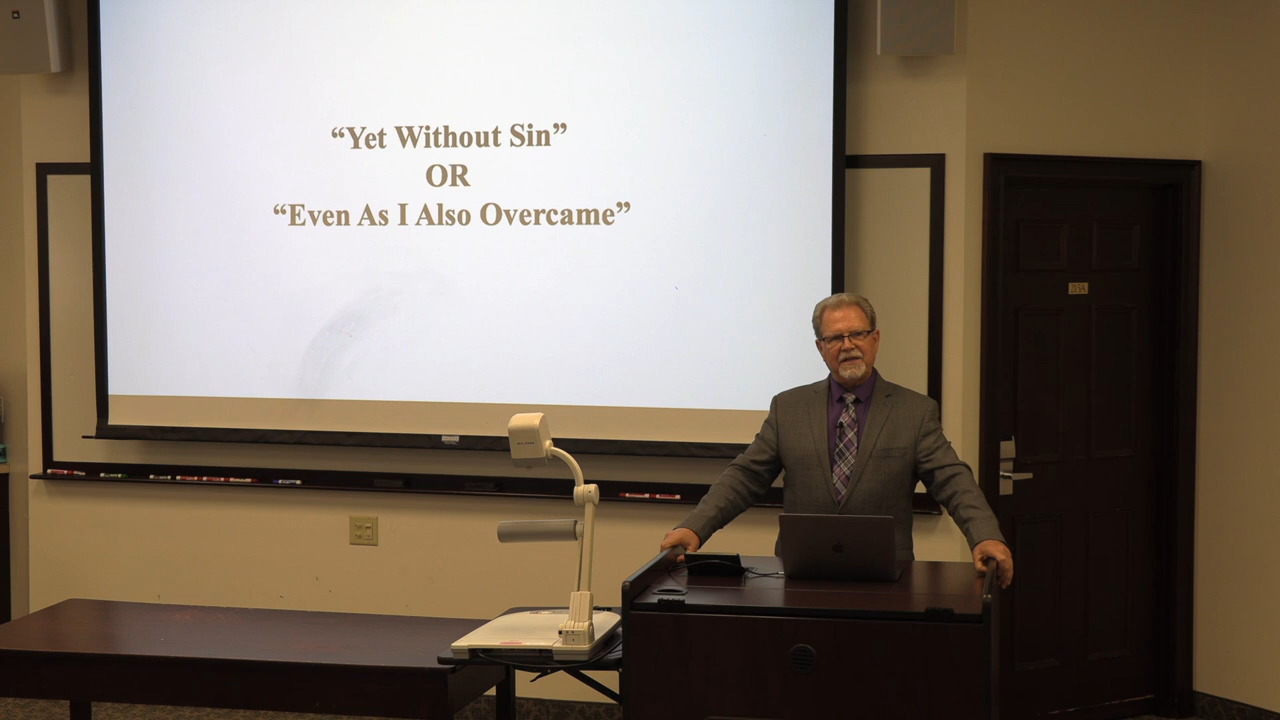 “Yet Without Sin”
OR
“Even As I Also Overcame”